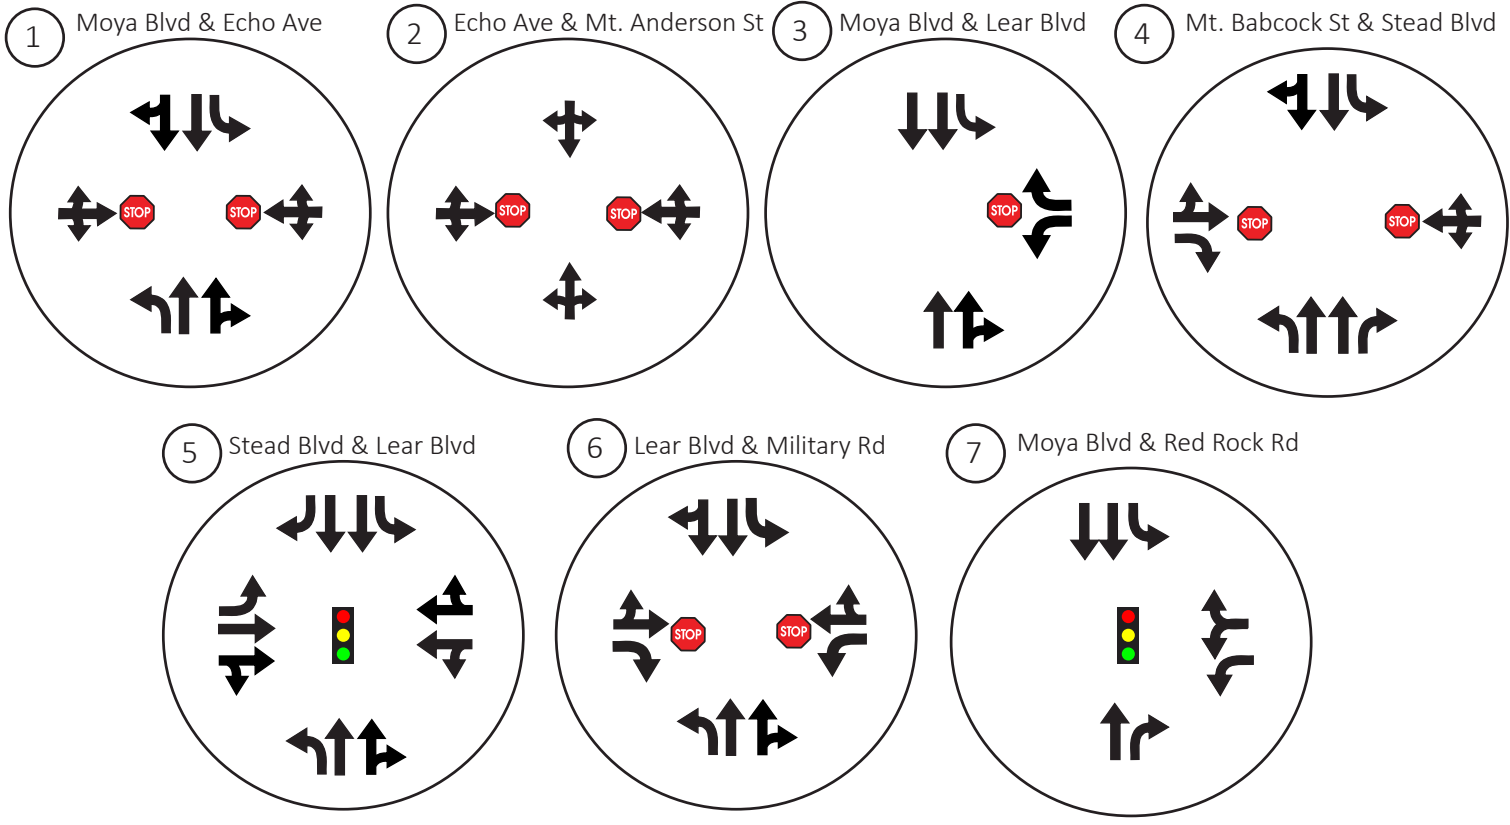 1 Moya Blvd & Echo Ave
2 Echo Ave & Mt. Anderson St
3 Moya Blvd & Lear Blvd
4 Mt. Babcock St & Stead Blvd
STOP STOP
STOP STOP
STOP
STOP STOP
5 Stead Blvd & Lear Blvd
6 Lear Blvd & Military Rd
7 Moya Blvd & Red Rock Rd
STOP STOP